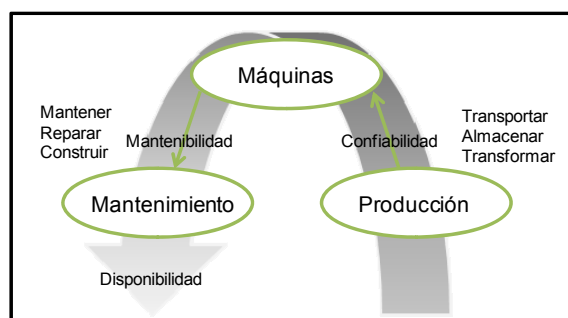 Máquinas
Mantener
Reparar
Construir
Mantenibilidad
Confiabilidad
Transportar
Almacenar
Transformar
Mantenimiento
Producción
Disponibilidad